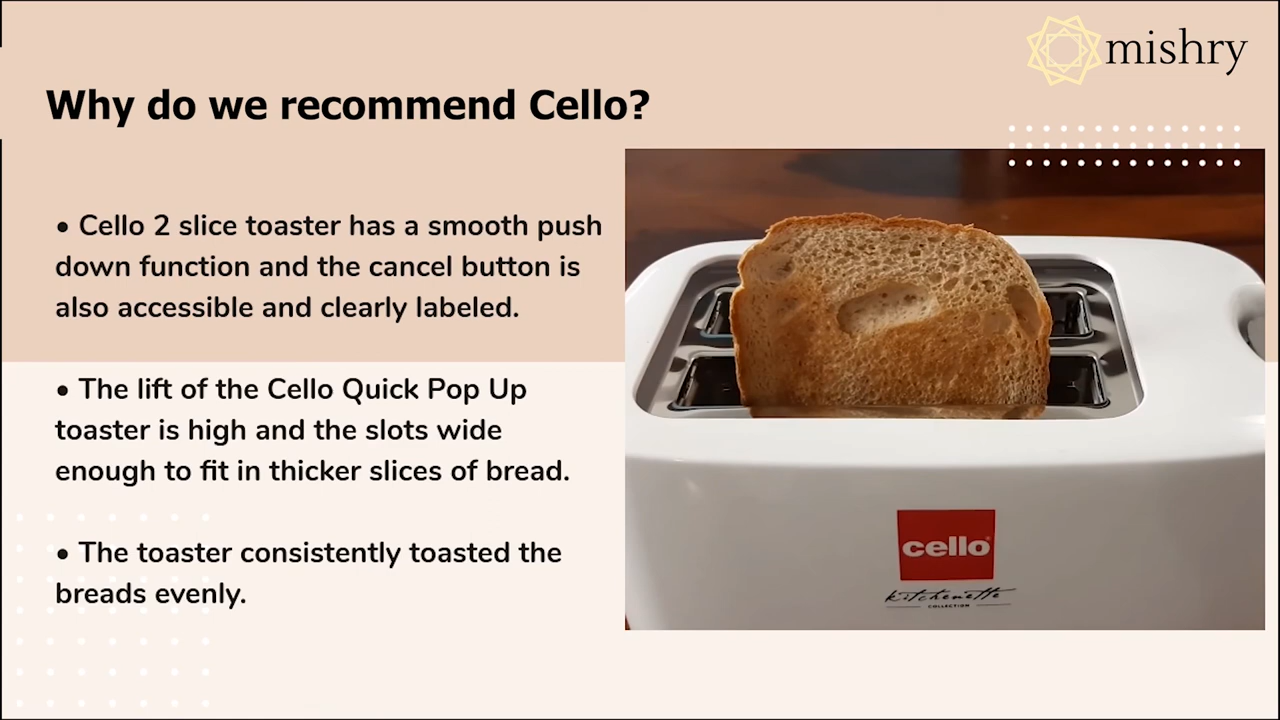 mishry
Why do we recommend Cello?
• Cello 2 slice toaster has a smooth push
down function and the cancel button is
also accessible and clearly labeled.
• The lift of the Cello Quick Pop Up
toaster is high and the slots wide
enough to fit in thicker slices of bread.
• The toaster consistently toasted the
breads evenly.
cello
kitchenette
COLLECTION